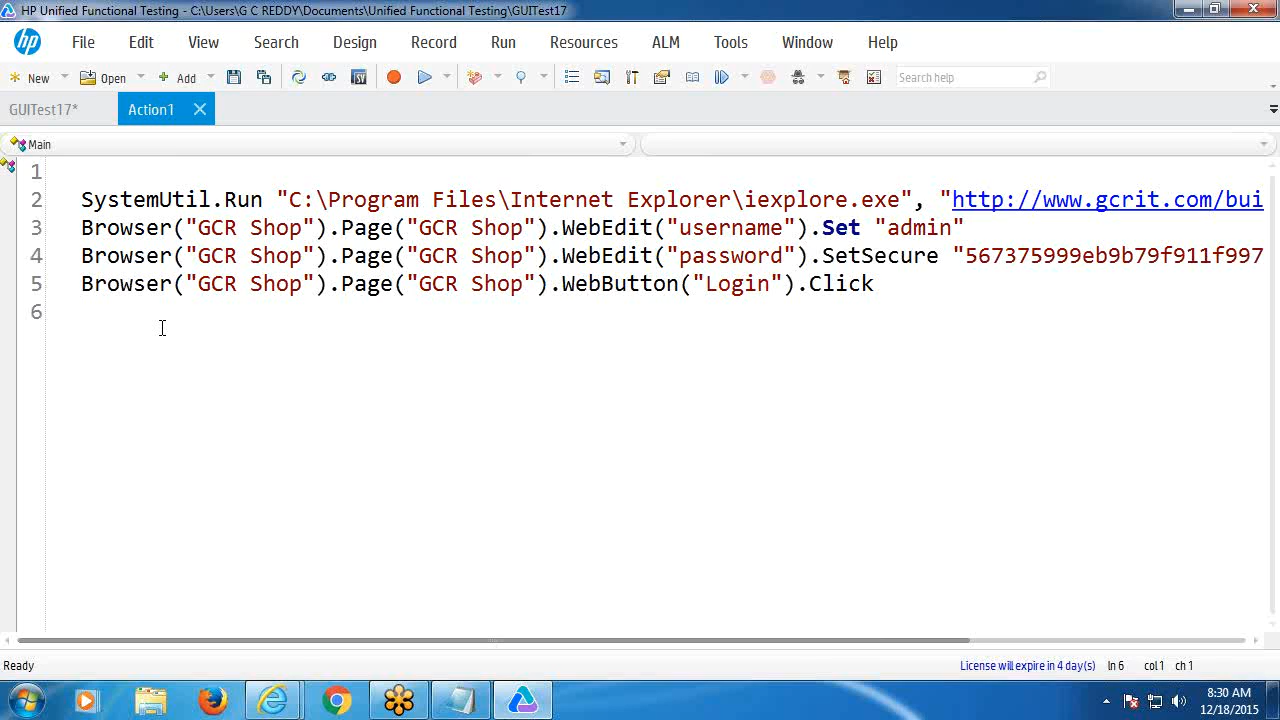 HP Unified Functional Testing - C:\Users\G C REDDY\Documents\Unified Functional Testing\GUITest17
hp File Edit View Search Design Record Run Resources ALM Tools Window Help
New Open Add Search help
GUITest17* Action1
Main
1
2 SystemUtil.Run "C:\Program Files\Internet Explorer\iexplore.exe", "http://www.gcrit.com/bui
3 Browser("GCR Shop").Page("GCR Shop").WebEdit("username").Set "admin"
4 Browser("GCR Shop").Page("GCR Shop").WebEdit("password").SetSecure "567375999eb9b79f911f997
5 Browser("GCR Shop").Page("GCR Shop").WebButton("Login").Click
6
Ready License will expire in 4 day(s) ln 6 col 1 ch 1
8:30 AM
12/18/2015